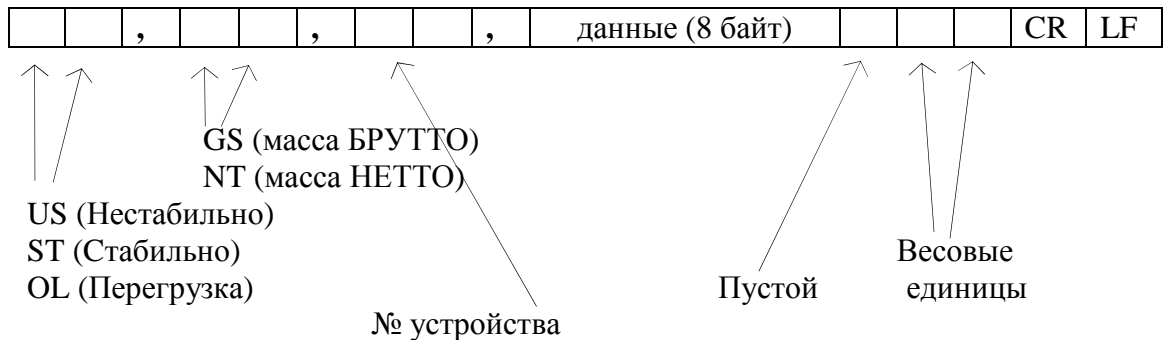 , , , данные (8 байт) CR LF
GS (масса БРУТТО)
NT (масса НЕТТО)
US (Нестабильно)
ST (Стабильно)
OL (Перегрузка)
Весовые
Пустой единицы
№ устройства